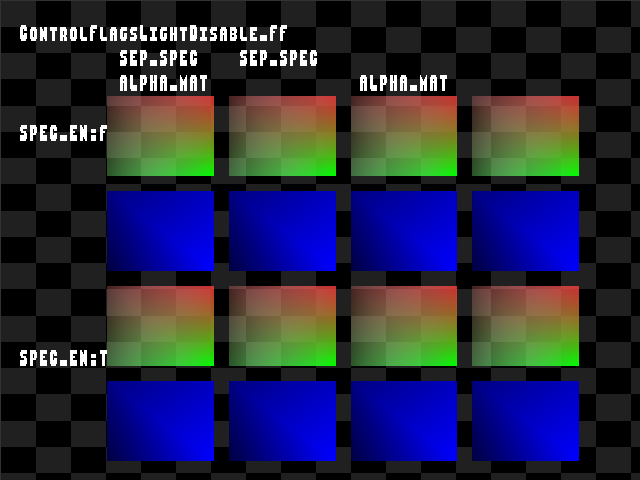 ControlFlagsLightDisable_FF
SEP_SPEC SEP_SPEC
ALPHA_MAT ALPHA_MAT
SPEC_EN:F
SPEC_EN:T